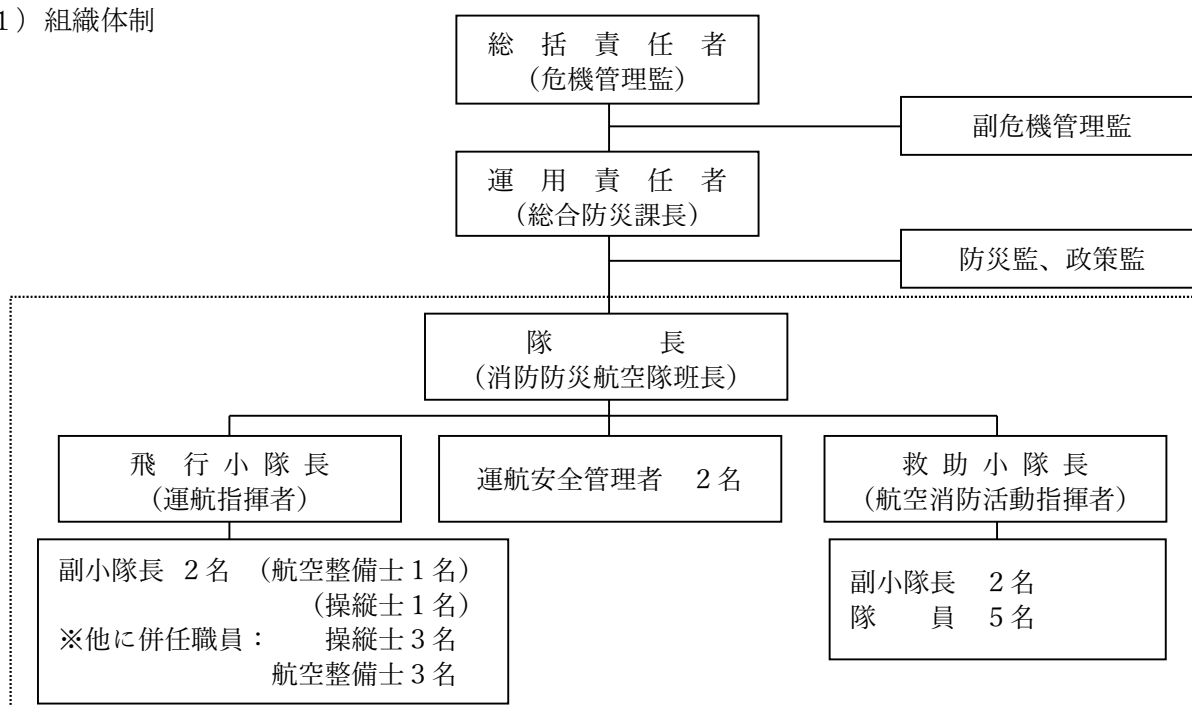 1）組織体制
総　括　責　任　者
（危機管理監）
副危機管理監
運　用　責　任　者
（総合防災課長）
防災監、政策監
隊　　　　　長
（消防防災航空隊班長）
飛　行 小 隊 長
（運航指揮者）
運航安全管理者　２名
救 助 小 隊 長
（航空消防活動指揮者）
副小隊長　２名　（航空整備士１名）
（操縦士１名）
※他に併任職員：　　操縦士３名
航空整備士３名
副小隊長　　２名
隊　　員　　５名